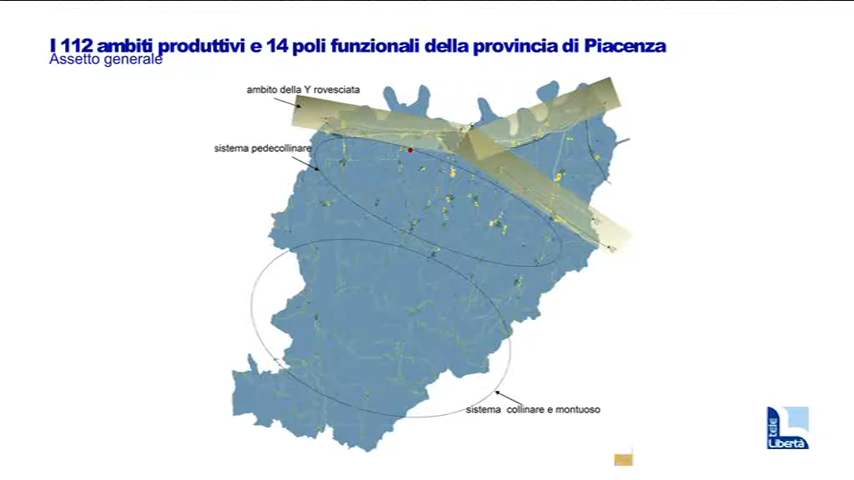 I 112 ambiti produttivi e 14 poli funzionali della provincia di Piacenza
Assetto generale
ambito della Y rovesciata
sistema pedecollinare
sistema collinare e montuoso
tele
Libertà